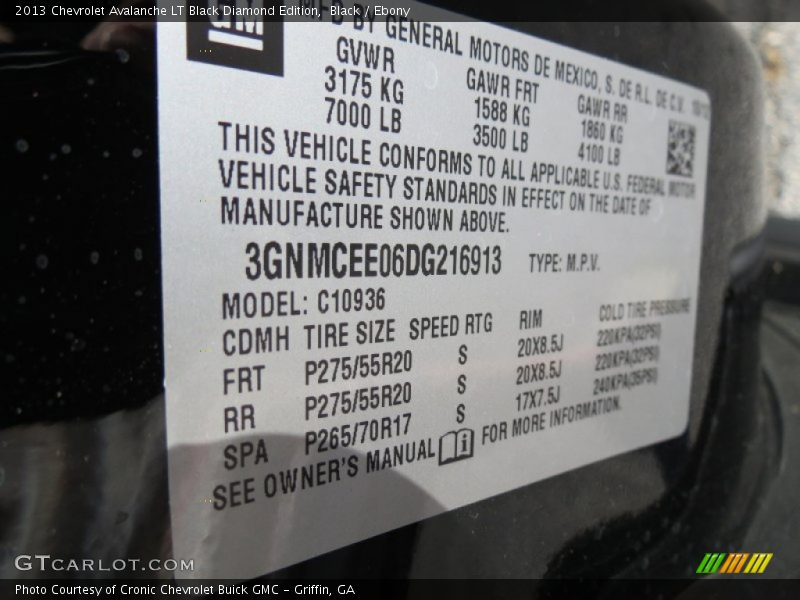 2013 Chevrolet Avalanche LT Black Diamond Edition, Black / Ebony
GM
MFD BY GENERAL MOTORS DE MEXICO, S. DE R.L. DE C.V.
GVWR GAWR FRT GAWR RR
3175 KG 1588 KG 1860 KG
7000 LB 3500 LB 4100 LB
THIS VEHICLE CONFORMS TO ALL APPLICABLE U.S. FEDERAL MOTOR
VEHICLE SAFETY STANDARDS IN EFFECT ON THE DATE OF
MANUFACTURE SHOWN ABOVE.
3GNMCEE06DG216913 TYPE: M.P.V.
MODEL: C10936
CDMH TIRE SIZE SPEED RTG RIM COLD TIRE PRESSURE
FRT P275/55R20 S 20X8.5J 220KPA(32PSI)
RR P275/55R20 S 20X8.5J 220KPA(32PSI)
SPA P265/70R17 S 17X7.5J 240KPA(35PSI)
SEE OWNER'S MANUAL FOR MORE INFORMATION.
GTCARLOT.COM
Photo Courtesy of Cronic Chevrolet Buick GMC - Griffin, GA